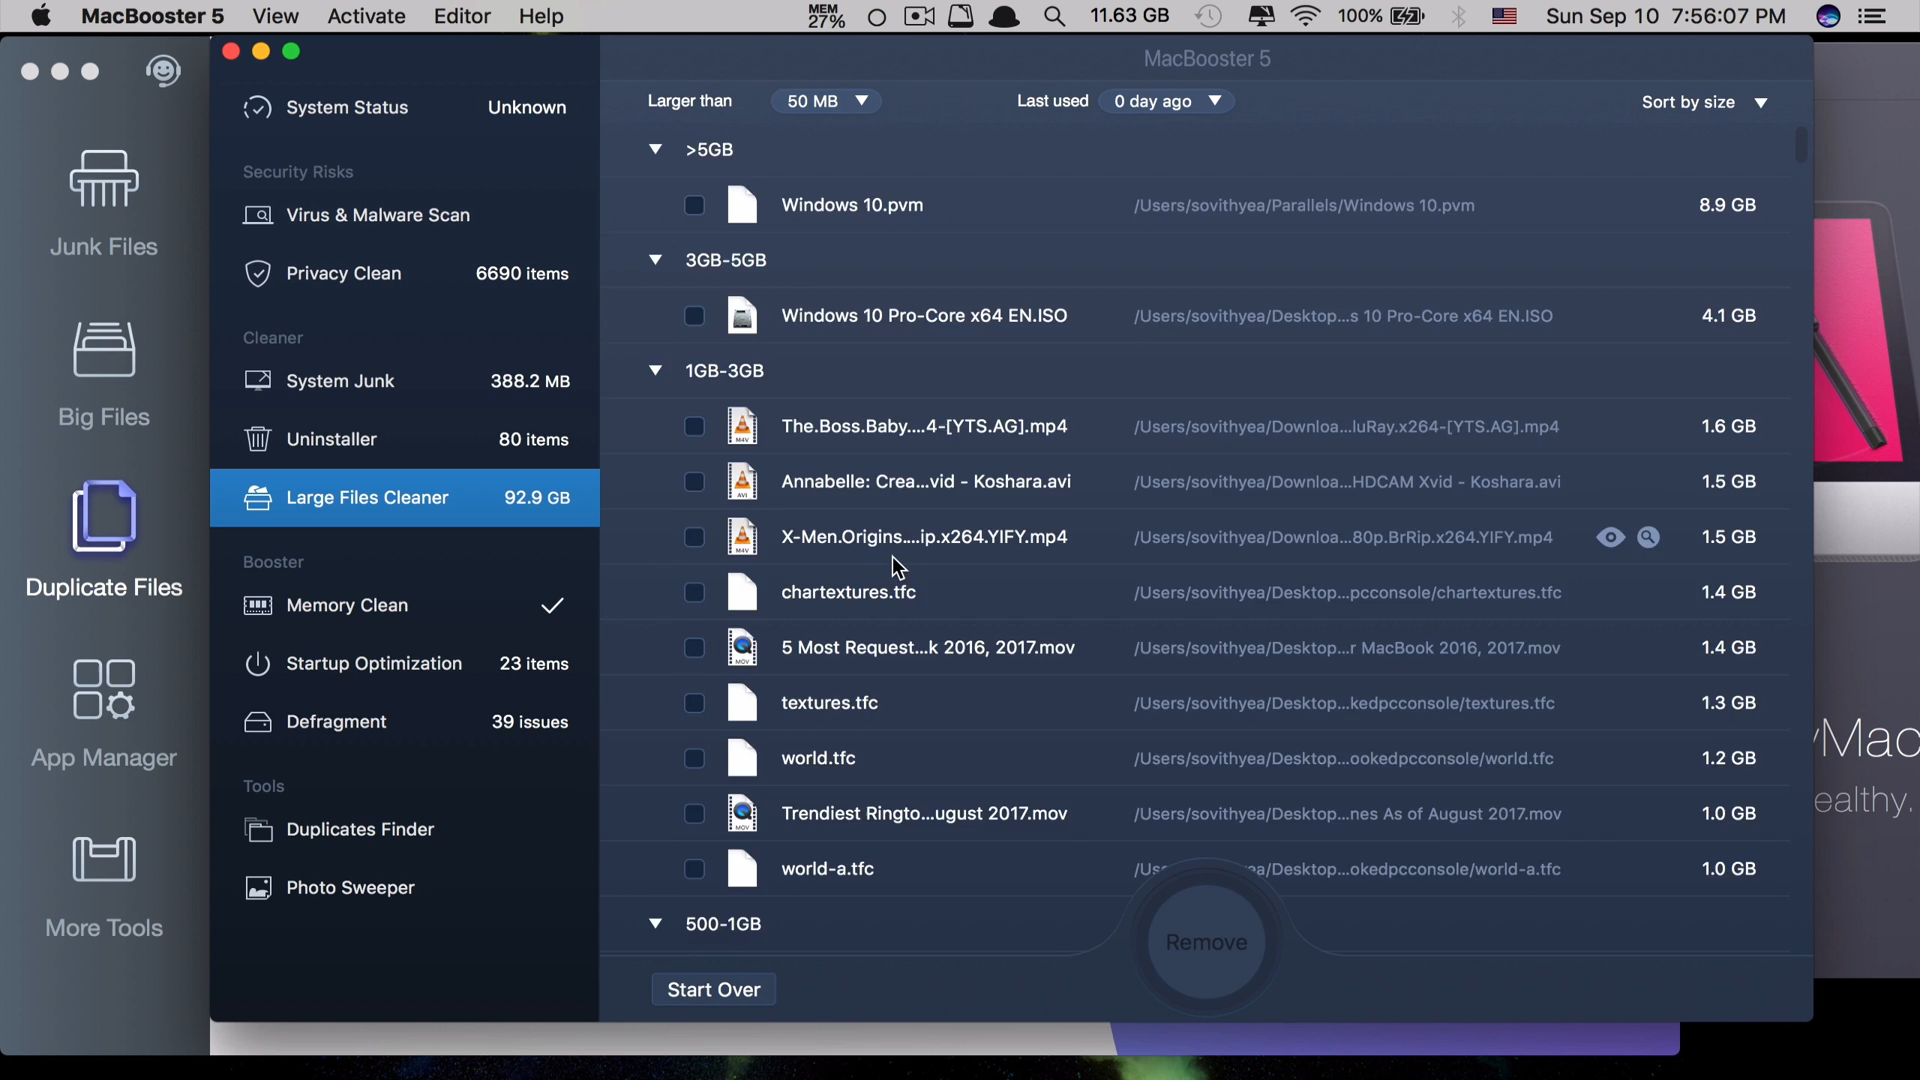 MacBooster 5 View Activate Editor Help MEM 27% 11.63 GB 100% Sun Sep 10 7:56:07 PM
MacBooster 5
Junk Files
Big Files
Duplicate Files
App Manager
More Tools
System Status Unknown
Security Risks
Virus & Malware Scan
Privacy Clean 6690 items
Cleaner
System Junk 388.2 MB
Uninstaller 80 items
Large Files Cleaner 92.9 GB
Booster
Memory Clean
Startup Optimization 23 items
Defragment 39 issues
Tools
Duplicates Finder
Photo Sweeper
Larger than 50 MB Last used 0 day ago Sort by size
>5GB
Windows 10.pvm /Users/sovithyea/Parallels/Windows 10.pvm 8.9 GB
3GB-5GB
Windows 10 Pro-Core x64 EN.ISO /Users/sovithyea/Desktop...s 10 Pro-Core x64 EN.ISO 4.1 GB
1GB-3GB
The.Boss.Baby....4-[YTS.AG].mp4 /Users/sovithyea/Downloa...luRay.x264-[YTS.AG].mp4 1.6 GB
Annabelle: Crea...vid - Koshara.avi /Users/sovithyea/Downloa...HDCAM Xvid - Koshara.avi 1.5 GB
X-Men.Origins....ip.x264.YIFY.mp4 /Users/sovithyea/Downloa...80p.BrRip.x264.YIFY.mp4 1.5 GB
chartextures.tfc /Users/sovithyea/Desktop...pcconsole/chartextures.tfc 1.4 GB
5 Most Request...k 2016, 2017.mov /Users/sovithyea/Desktop...r MacBook 2016, 2017.mov 1.4 GB
textures.tfc /Users/sovithyea/Desktop...kedpcconsole/textures.tfc 1.3 GB
world.tfc /Users/sovithyea/Desktop...ookedpcconsole/world.tfc 1.2 GB
Trendiest Ringto...ugust 2017.mov /Users/sovithyea/Desktop...nes As of August 2017.mov 1.0 GB
world-a.tfc /Use ea/Desktop...okedpcconsole/world-a.tfc 1.0 GB
500-1GB
Remove
Start Over
yMac
ealthy.
M4V
AVI
M4V
MOV
MOV